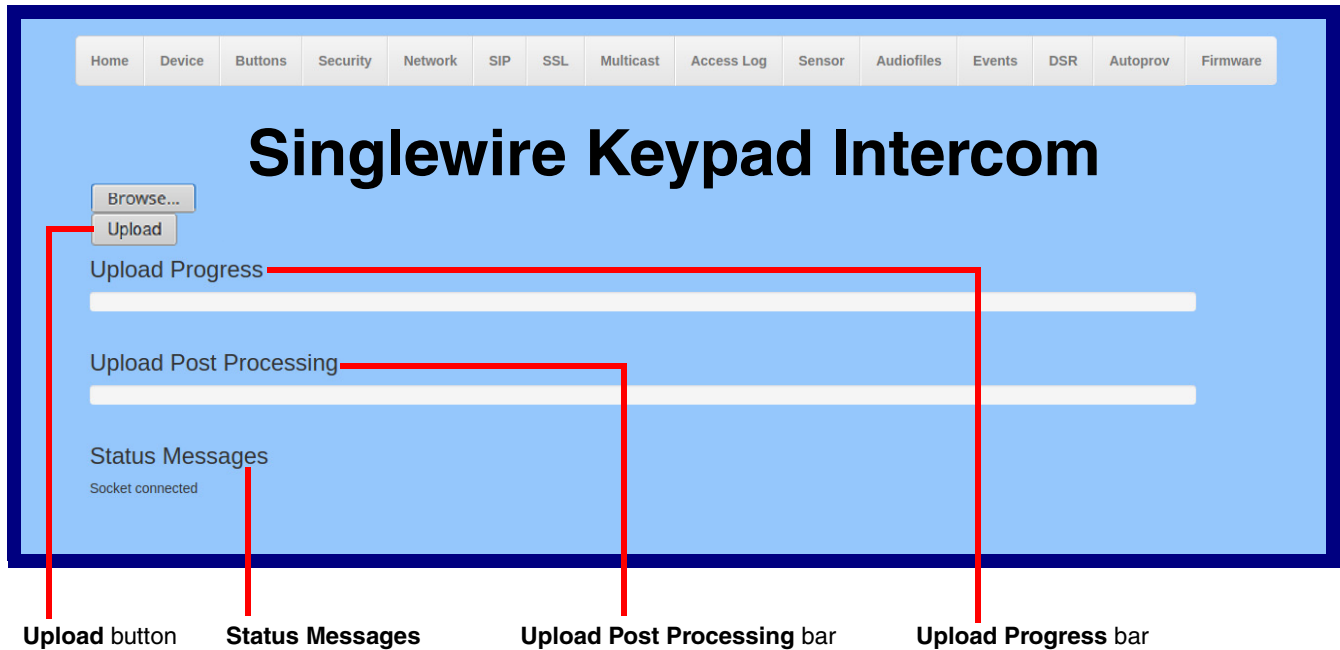 Home Device Buttons Security Network SIP SSL Multicast Access Log Sensor Audiofiles Events DSR Autoprov Firmware
Singlewire Keypad Intercom
Browse...
Upload
Upload Progress
Upload Post Processing
Status Messages
Socket connected
Upload button Status Messages Upload Post Processing bar Upload Progress bar